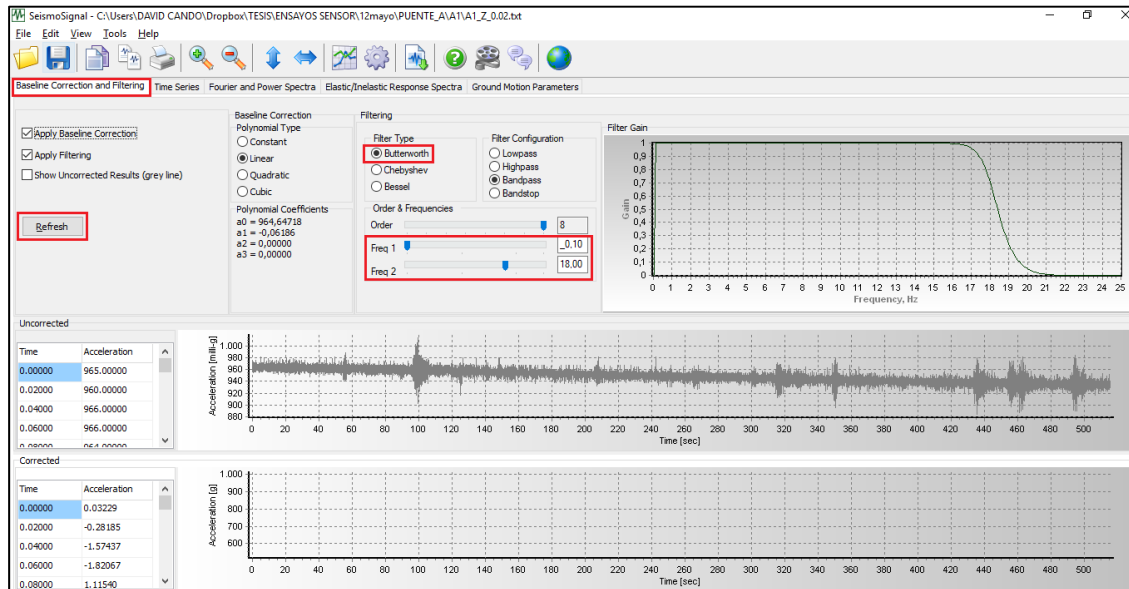 SeismoSignal - C:\Users\DAVID CANDO\Dropbox\TESIS\ENSAYOS SENSOR\12mayo\PUENTE_A\A1\A1_Z_0.02.txt
File Edit View Tools Help
Baseline Correction and Filtering Time Series Fourier and Power Spectra Elastic/Inelastic Response Spectra Ground Motion Parameters
Apply Baseline Correction
Apply Filtering
Show Uncorrected Results (grey line)
Refresh
Baseline Correction
Polynomial Type
Constant
Linear
Quadratic
Cubic
Polynomial Coefficients
a0 = 964,64718
a1 = -0,06186
a2 = 0,00000
a3 = 0,00000
Filtering
Filter Type
Butterworth
Chebyshev
Bessel
Filter Configuration
Lowpass
Highpass
Bandpass
Bandstop
Order & Frequencies
Order 8
Freq 1 _0,10
Freq 2 18,00
Filter Gain
Gain
1
0,9
0,8
0,7
0,6
0,5
0,4
0,3
0,2
0,1
0
0 1 2 3 4 5 6 7 8 9 10 11 12 13 14 15 16 17 18 19 20 21 22 23 24 25
Frequency, Hz
Uncorrected
Time Acceleration
0.00000 965.00000
0.02000 960.00000
0.04000 966.00000
0.06000 966.00000
0.08000 964.00000
Acceleration [milli-g]
1.000
980
960
940
920
900
880
0 20 40 60 80 100 120 140 160 180 200 220 240 260 280 300 320 340 360 380 400 420 440 460 480 500
Time [sec]
Corrected
Time Acceleration
0.00000 0.03229
0.02000 -0.28185
0.04000 -1.57437
0.06000 -1.82067
0.08000 1.11540
Acceleration [g]
1.000
900
800
700
600
0 20 40 60 80 100 120 140 160 180 200 220 240 260 280 300 320 340 360 380 400 420 440 460 480 500
Time [sec]